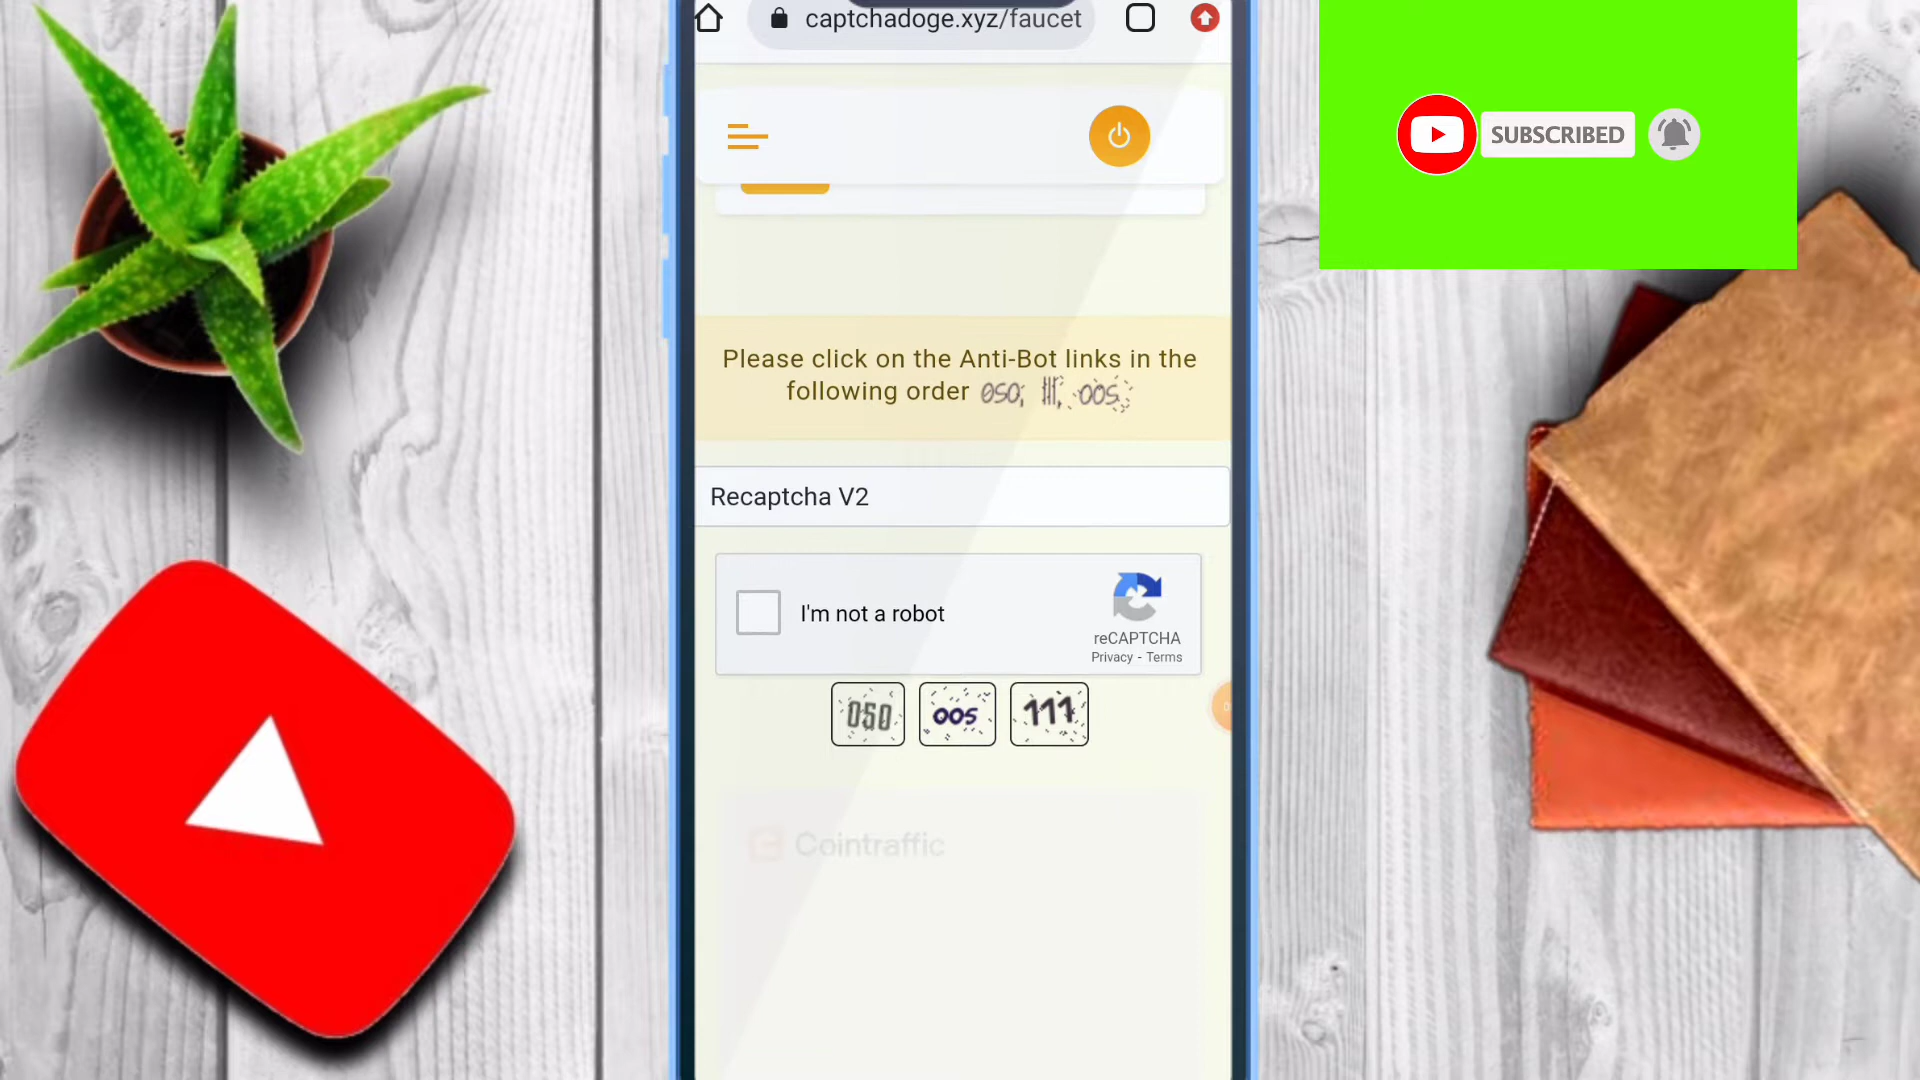 captchadoge.xyz/faucet
SUBSCRIBED
Please click on the Anti-Bot links in the
following order 050, lll, 005
Recaptcha V2
I'm not a robot
reCAPTCHA
Privacy - Terms
050 005 111
Cointraffic